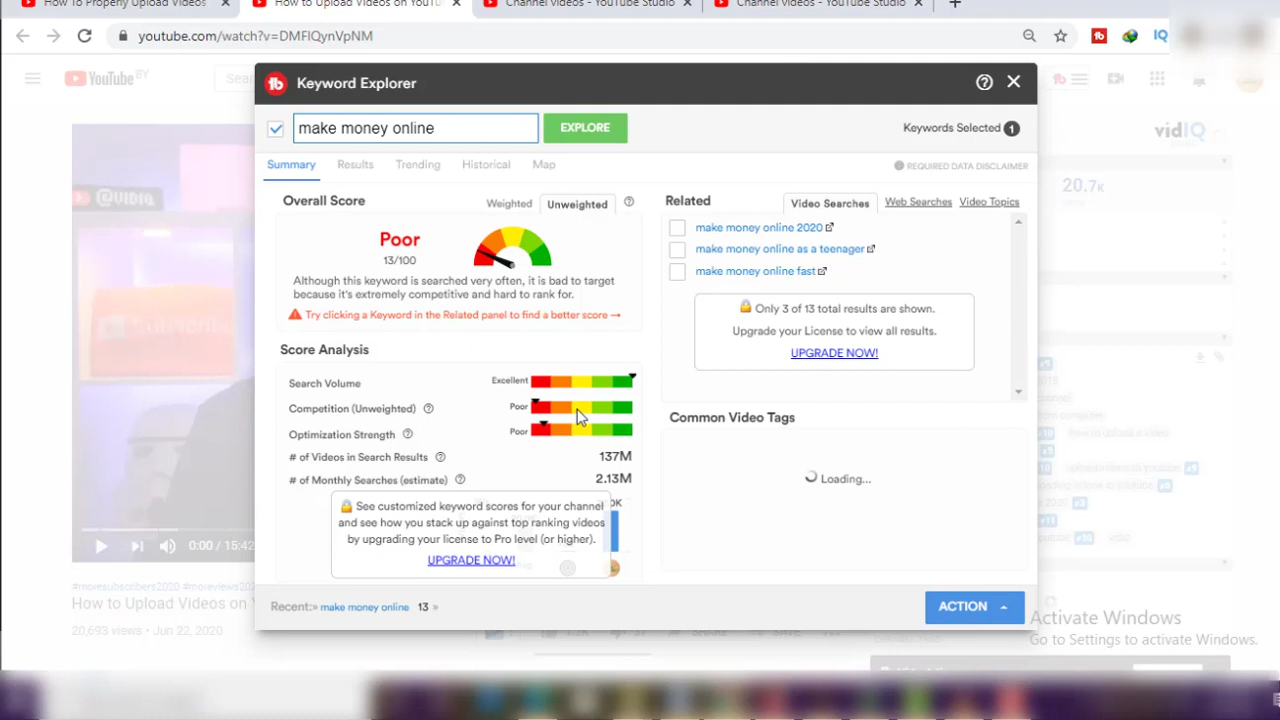 How To Properly Upload Videos
How to Upload Videos on YouTu
Channel videos - YouTube Studio
Channel videos - YouTube Studio
youtube.com/watch?v=DMFlQynVpNM
IQ
YouTube BY
Sear
Keyword Explorer
make money online
EXPLORE
Keywords Selected 1
vidIQ
Summary
Results
Trending
Historical
Map
REQUIRED DATA DISCLAIMER
@VIDIQ
20.7K
Overall Score
Weighted
Unweighted
Poor
13/100
Although this keyword is searched very often, it is bad to target
because it's extremely competitive and hard to rank for.
Try clicking a Keyword in the Related panel to find a better score →
Related
Video Searches
Web Searches
Video Topics
make money online 2020
make money online as a teenager
make money online fast
Only 3 of 13 total results are shown.
Upgrade your License to view all results.
UPGRADE NOW!
Score Analysis
Search Volume
Excellent
Competition (Unweighted)
Poor
Optimization Strength
Poor
# of Videos in Search Results
137M
# of Monthly Searches (estimate)
2.13M
See customized keyword scores for your channel
and see how you stack up against top ranking videos
by upgrading your license to Pro level (or higher).
UPGRADE NOW!
Common Video Tags
Loading...
0:00 / 15:42
#moresubscribers2020
How to Upload Videos on Y
20,693 views • Jun 22, 2020
Recent:» make money online 13 »
ACTION
Activate Windows
Go to Settings to activate Windows.